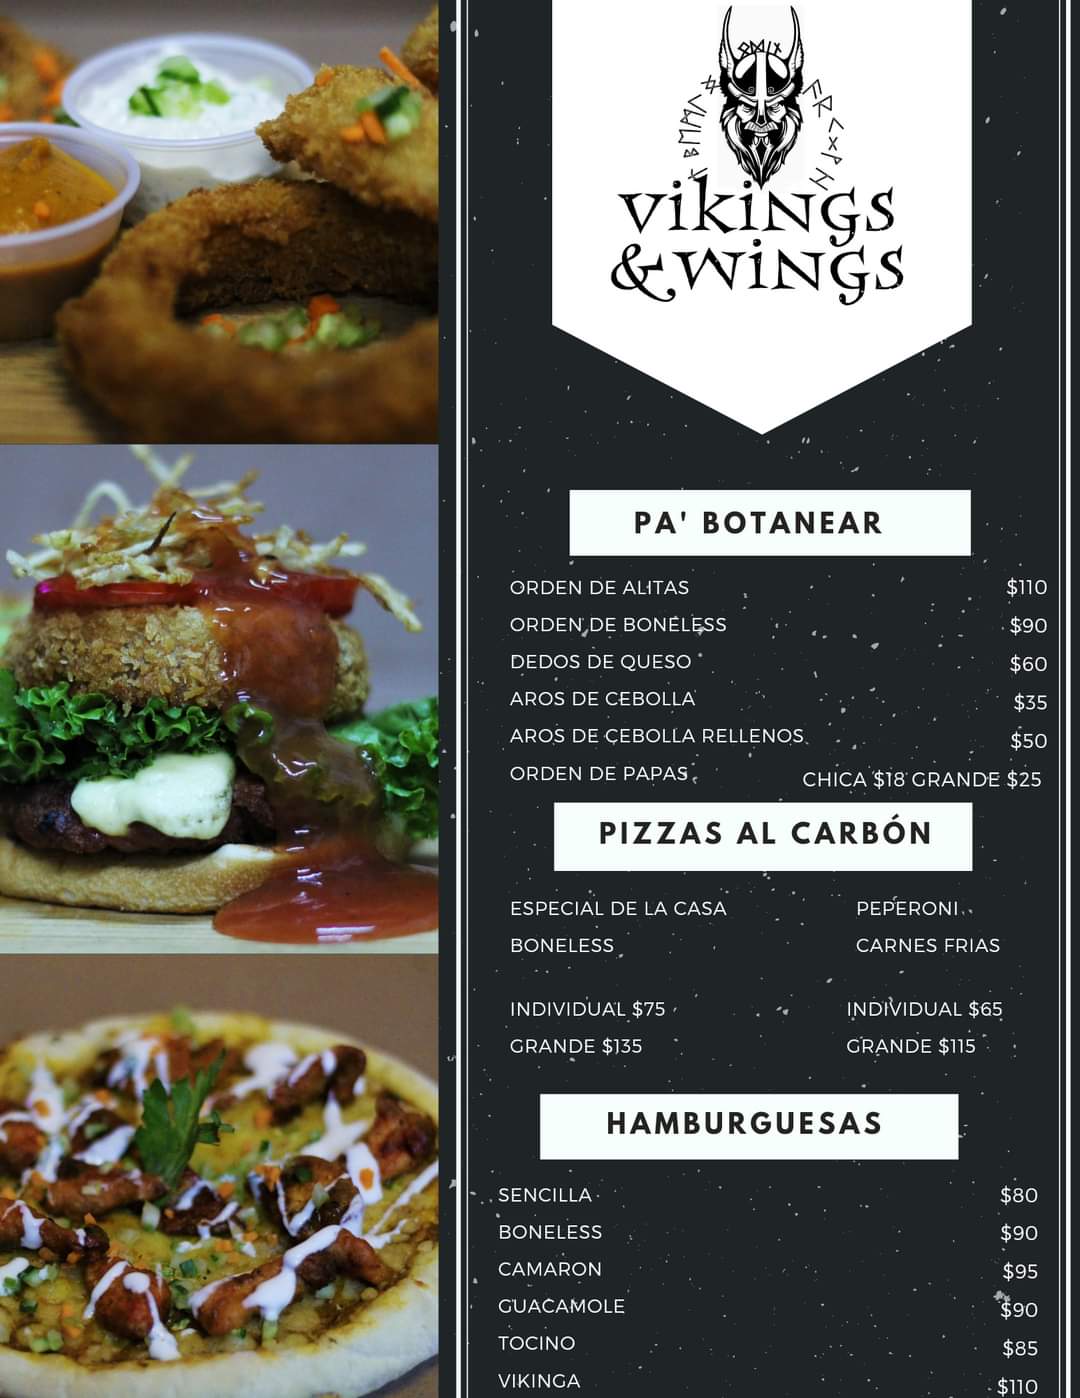 vikings
&wings
PA' BOTANEAR
ORDEN DE ALITAS $110
ORDEN DE BONELESS $90
DEDOS DE QUESO $60
AROS DE CEBOLLA $35
AROS DE CEBOLLA RELLENOS $50
ORDEN DE PAPAS CHICA $18 GRANDE $25
PIZZAS AL CARBÓN
ESPECIAL DE LA CASA PEPERONI
BONELESS CARNES FRIAS
INDIVIDUAL $75 INDIVIDUAL $65
GRANDE $135 GRANDE $115
HAMBURGUESAS
SENCILLA $80
BONELESS $90
CAMARON $95
GUACAMOLE $90
TOCINO $85
VIKINGA $110